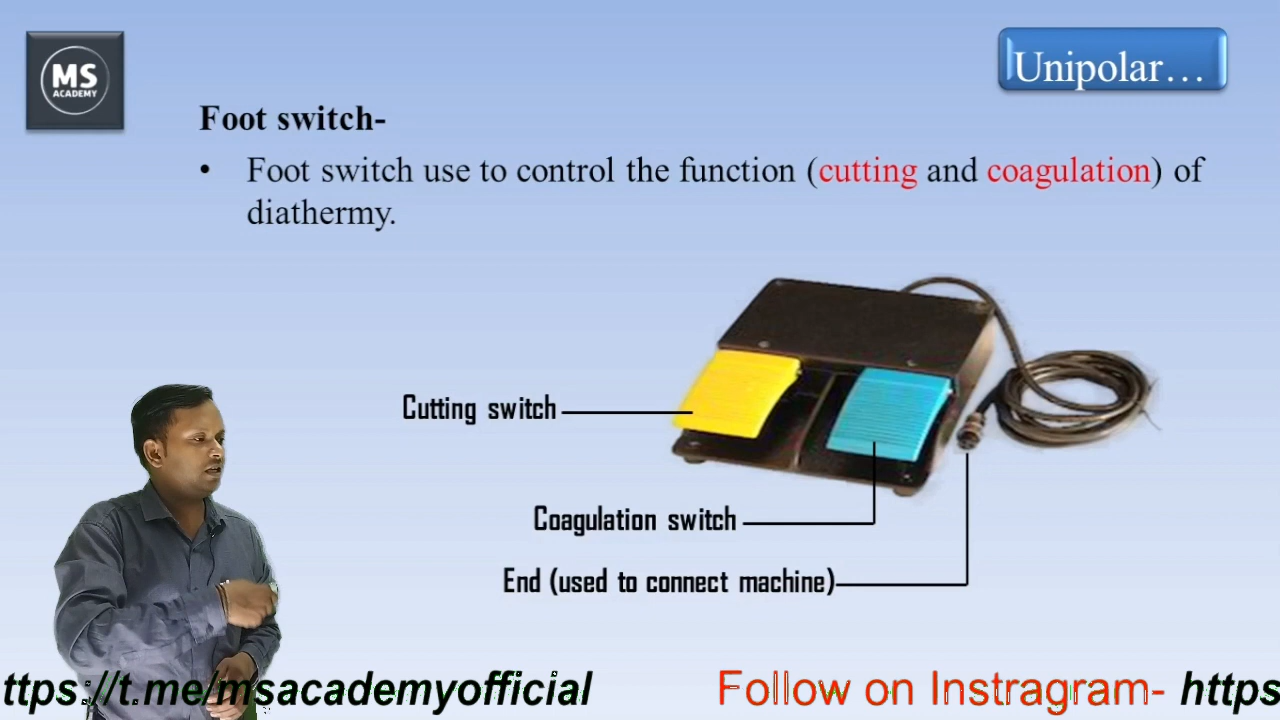 MS
ACADEMY
Unipolar...
Foot switch-
• Foot switch use to control the function (cutting and coagulation) of
diathermy.
Cutting switch
Coagulation switch
End (used to connect machine)
ttps://t.me/msacademyofficial Follow on Instragram- https